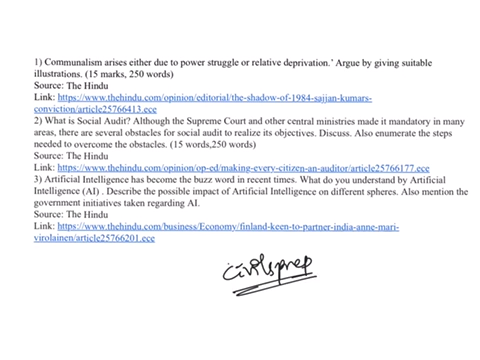 1) Communalism arises either due to power struggle or relative deprivation.' Argue by giving suitable
illustrations. (15 marks, 250 words)
Source: The Hindu
Link: https://www.thehindu.com/opinion/editorial/the-shadow-of-1984-sajjan-kumars-
conviction/article25766413.ece
2) What is Social Audit? Although the Supreme Court and other central ministries made it mandatory in many
areas, there are several obstacles for social audit to realize its objectives. Discuss. Also enumerate the steps
needed to overcome the obstacles. (15 words,250 words)
Source: The Hindu
Link: https://www.thehindu.com/opinion/op-ed/making-every-citizen-an-auditor/article25766177.ece
3) Artificial Intelligence has become the buzz word in recent times. What do you understand by Artificial
Intelligence (AI) . Describe the possible impact of Artificial Intelligence on different spheres. Also mention the
government initiatives taken regarding AI.
Source: The Hindu
Link: https://www.thehindu.com/business/Economy/finland-keen-to-partner-india-anne-mari-
virolainen/article25766201.ece
Civilsprep